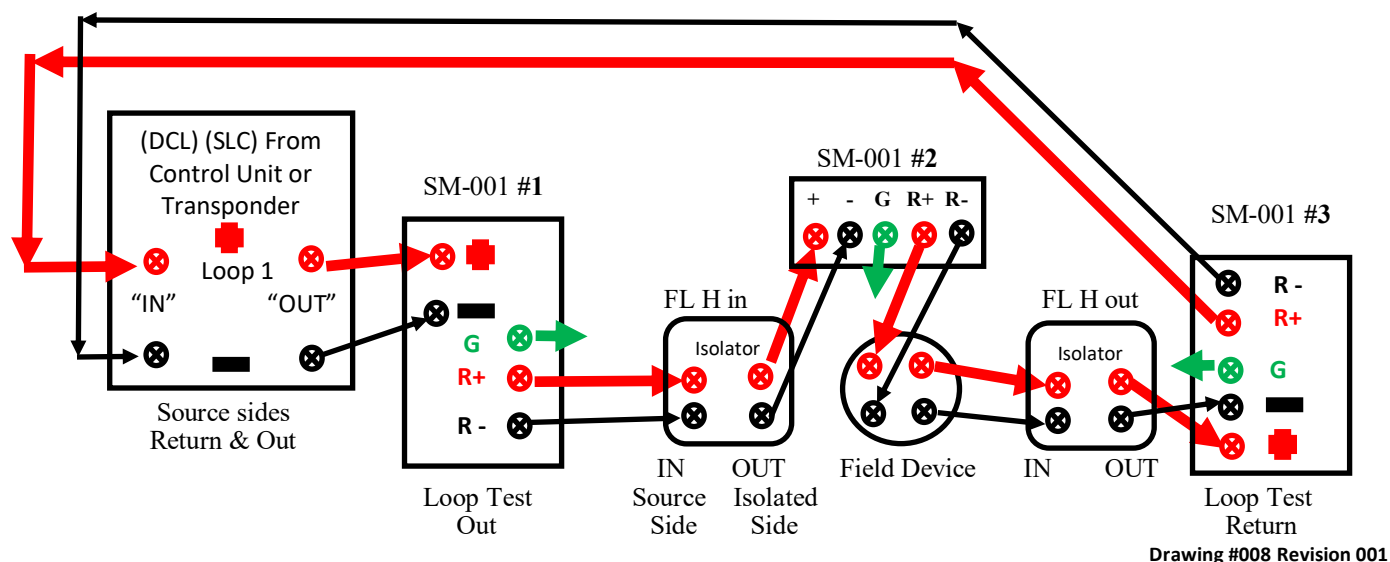 (DCL) (SLC) From
Control Unit or
Transponder
Loop 1
“IN”
“OUT”
Source sides
Return & Out
SM-001 #1
G
R+
R -
Loop Test
Out
FL H in
Isolator
IN
Source
Side
OUT
Isolated
Side
SM-001 #2
+ - G R+ R-
Field Device
FL H out
Isolator
IN
OUT
SM-001 #3
R -
R+
G
Loop Test
Return
Drawing #008 Revision 001